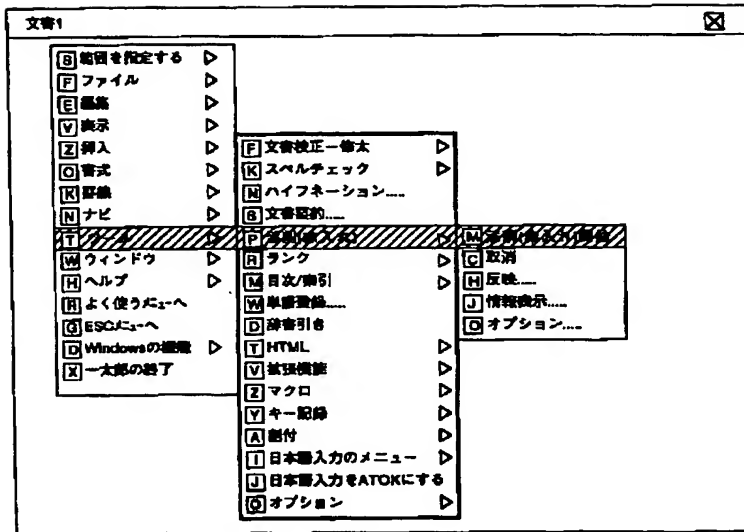 文書1
S 範囲を指定する
F ファイル
E 編集
V 表示
Z 挿入
O 書式
K 罫線
N ナビ
T ツール
W ウィンドウ
H ヘルプ
R よく使うメニューへ
G ESCメニューへ
D Windowsの機能
X 一太郎の終了
F 文書校正ー修太
K スペルチェック
N ハイフネーション.....
S 文書要約.....
P
R ランク
M 目次/索引
W 単語登録.....
D 辞書引き
T HTML
V 拡張機能
Z マクロ
Y キー記録
A 割付
I 日本語入力のメニュー
J 日本語入力をATOKにする
O オプション
M
C 取消
H 反映.....
J 情報表示.....
O オプション.....